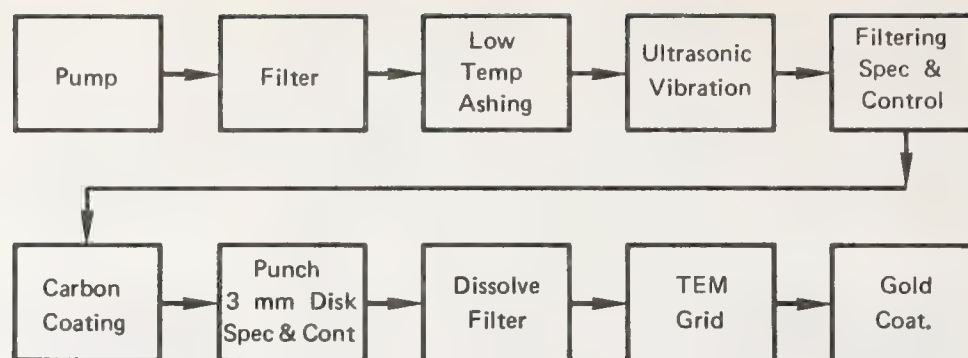 Pump
Filter
Low
Temp
Ashing
Ultrasonic
Vibration
Filtering
Spec &
Control
Carbon
Coating
Punch
3 mm Disk
Spec & Cont
Dissolve
Filter
TEM
Grid
Gold
Coat.